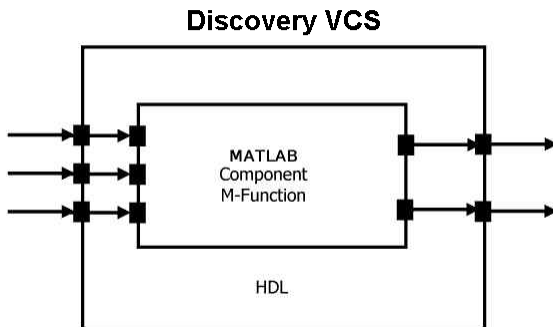 Discovery VCS
MATLAB
Component
M-Function
HDL